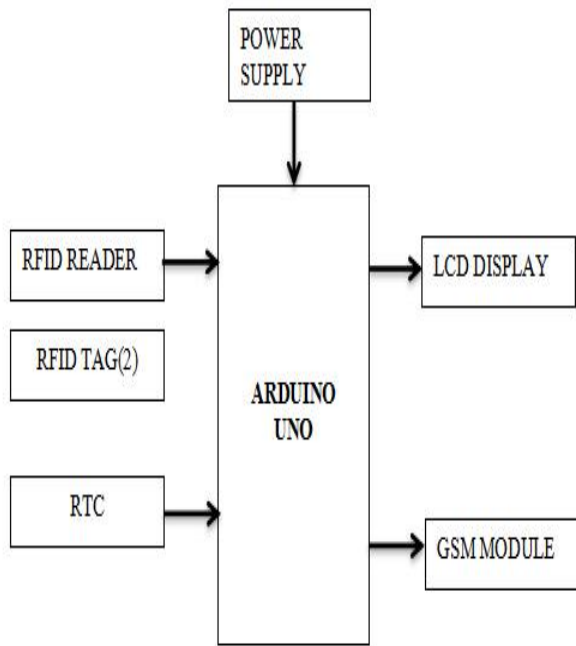 POWER
SUPPLY
RFID READER
LCD DISPLAY
RFID TAG(2)
ARDUINO
UNO
RTC
GSM MODULE